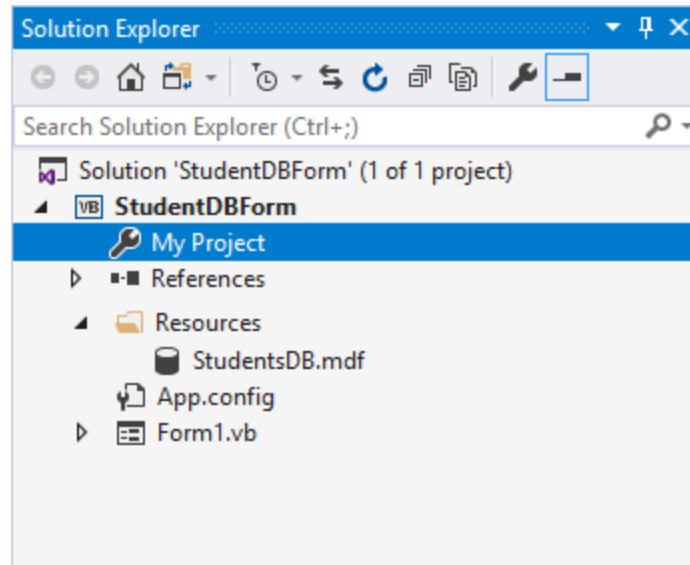 Solution Explorer
Search Solution Explorer (Ctrl+;)
Solution 'StudentDBForm' (1 of 1 project)
VB StudentDBForm
My Project
References
Resources
StudentsDB.mdf
App.config
Form1.vb